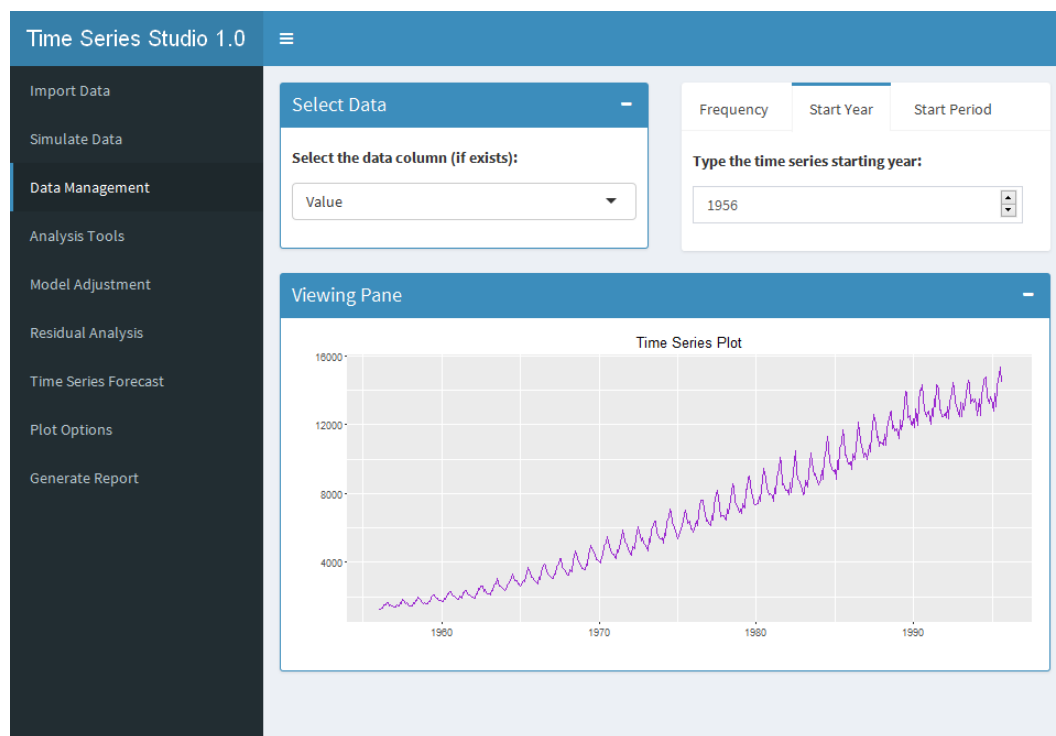 Time Series Studio 1.0
Import Data
Simulate Data
Data Management
Analysis Tools
Model Adjustment
Residual Analysis
Time Series Forecast
Plot Options
Generate Report
Select Data
Select the data column (if exists):
Value
Frequency Start Year Start Period
Type the time series starting year:
1956
Viewing Pane
Time Series Plot
16000
12000
8000
4000
1960 1970 1980 1990